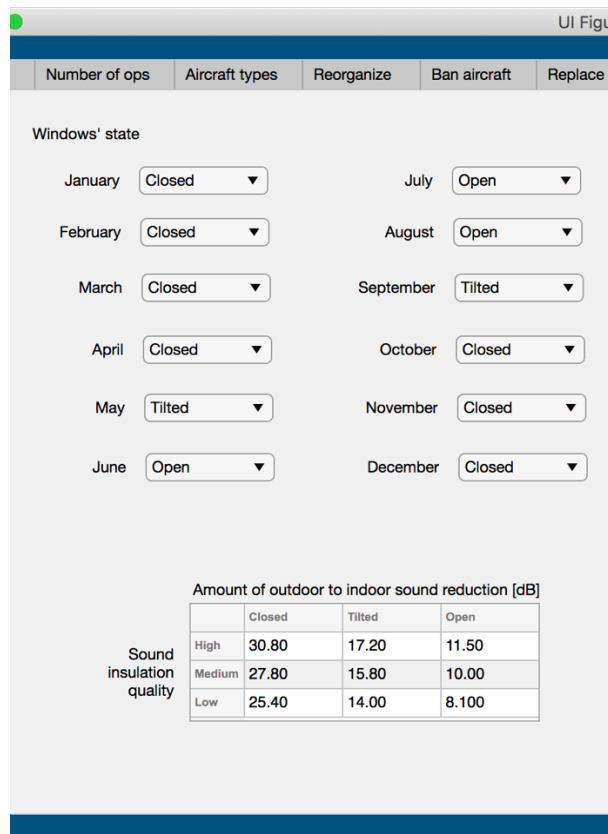 UI Figu
Number of ops Aircraft types Reorganize Ban aircraft Replace
Windows' state
January Closed July Open
February Closed August Open
March Closed September Tilted
April Closed October Closed
May Tilted November Closed
June Open December Closed
Amount of outdoor to indoor sound reduction [dB]
Closed Tilted Open
Sound insulation quality
High 30.80 17.20 11.50
Medium 27.80 15.80 10.00
Low 25.40 14.00 8.100